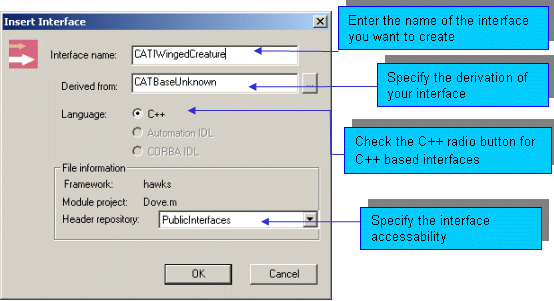 Insert Interface
Enter the name of the interface
you want to create
Interface name: CATIWingedCreature
Derived from: CATBaseUnknown ...
Specify the derivation of
your interface
Language: C++
Automation IDL
CORBA IDL
Check the C++ radio button for
C++ based interfaces
File information
Framework: hawks
Module project: Dove.m
Header repository: PublicInterfaces
Specify the interface
accessability
OK Cancel